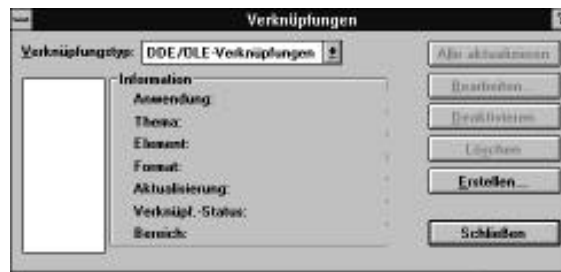 Verknüpfungen
Verknüpfungstyp: DDE/OLE-Verknüpfungen
Alle aktualisieren
Information
Bearbeiten...
Anwendung:
Deaktivieren
Thema:
Element:
Löschen
Format:
Erstellen...
Aktualisierung:
Verknüpf.-Status:
Bereich:
Schließen